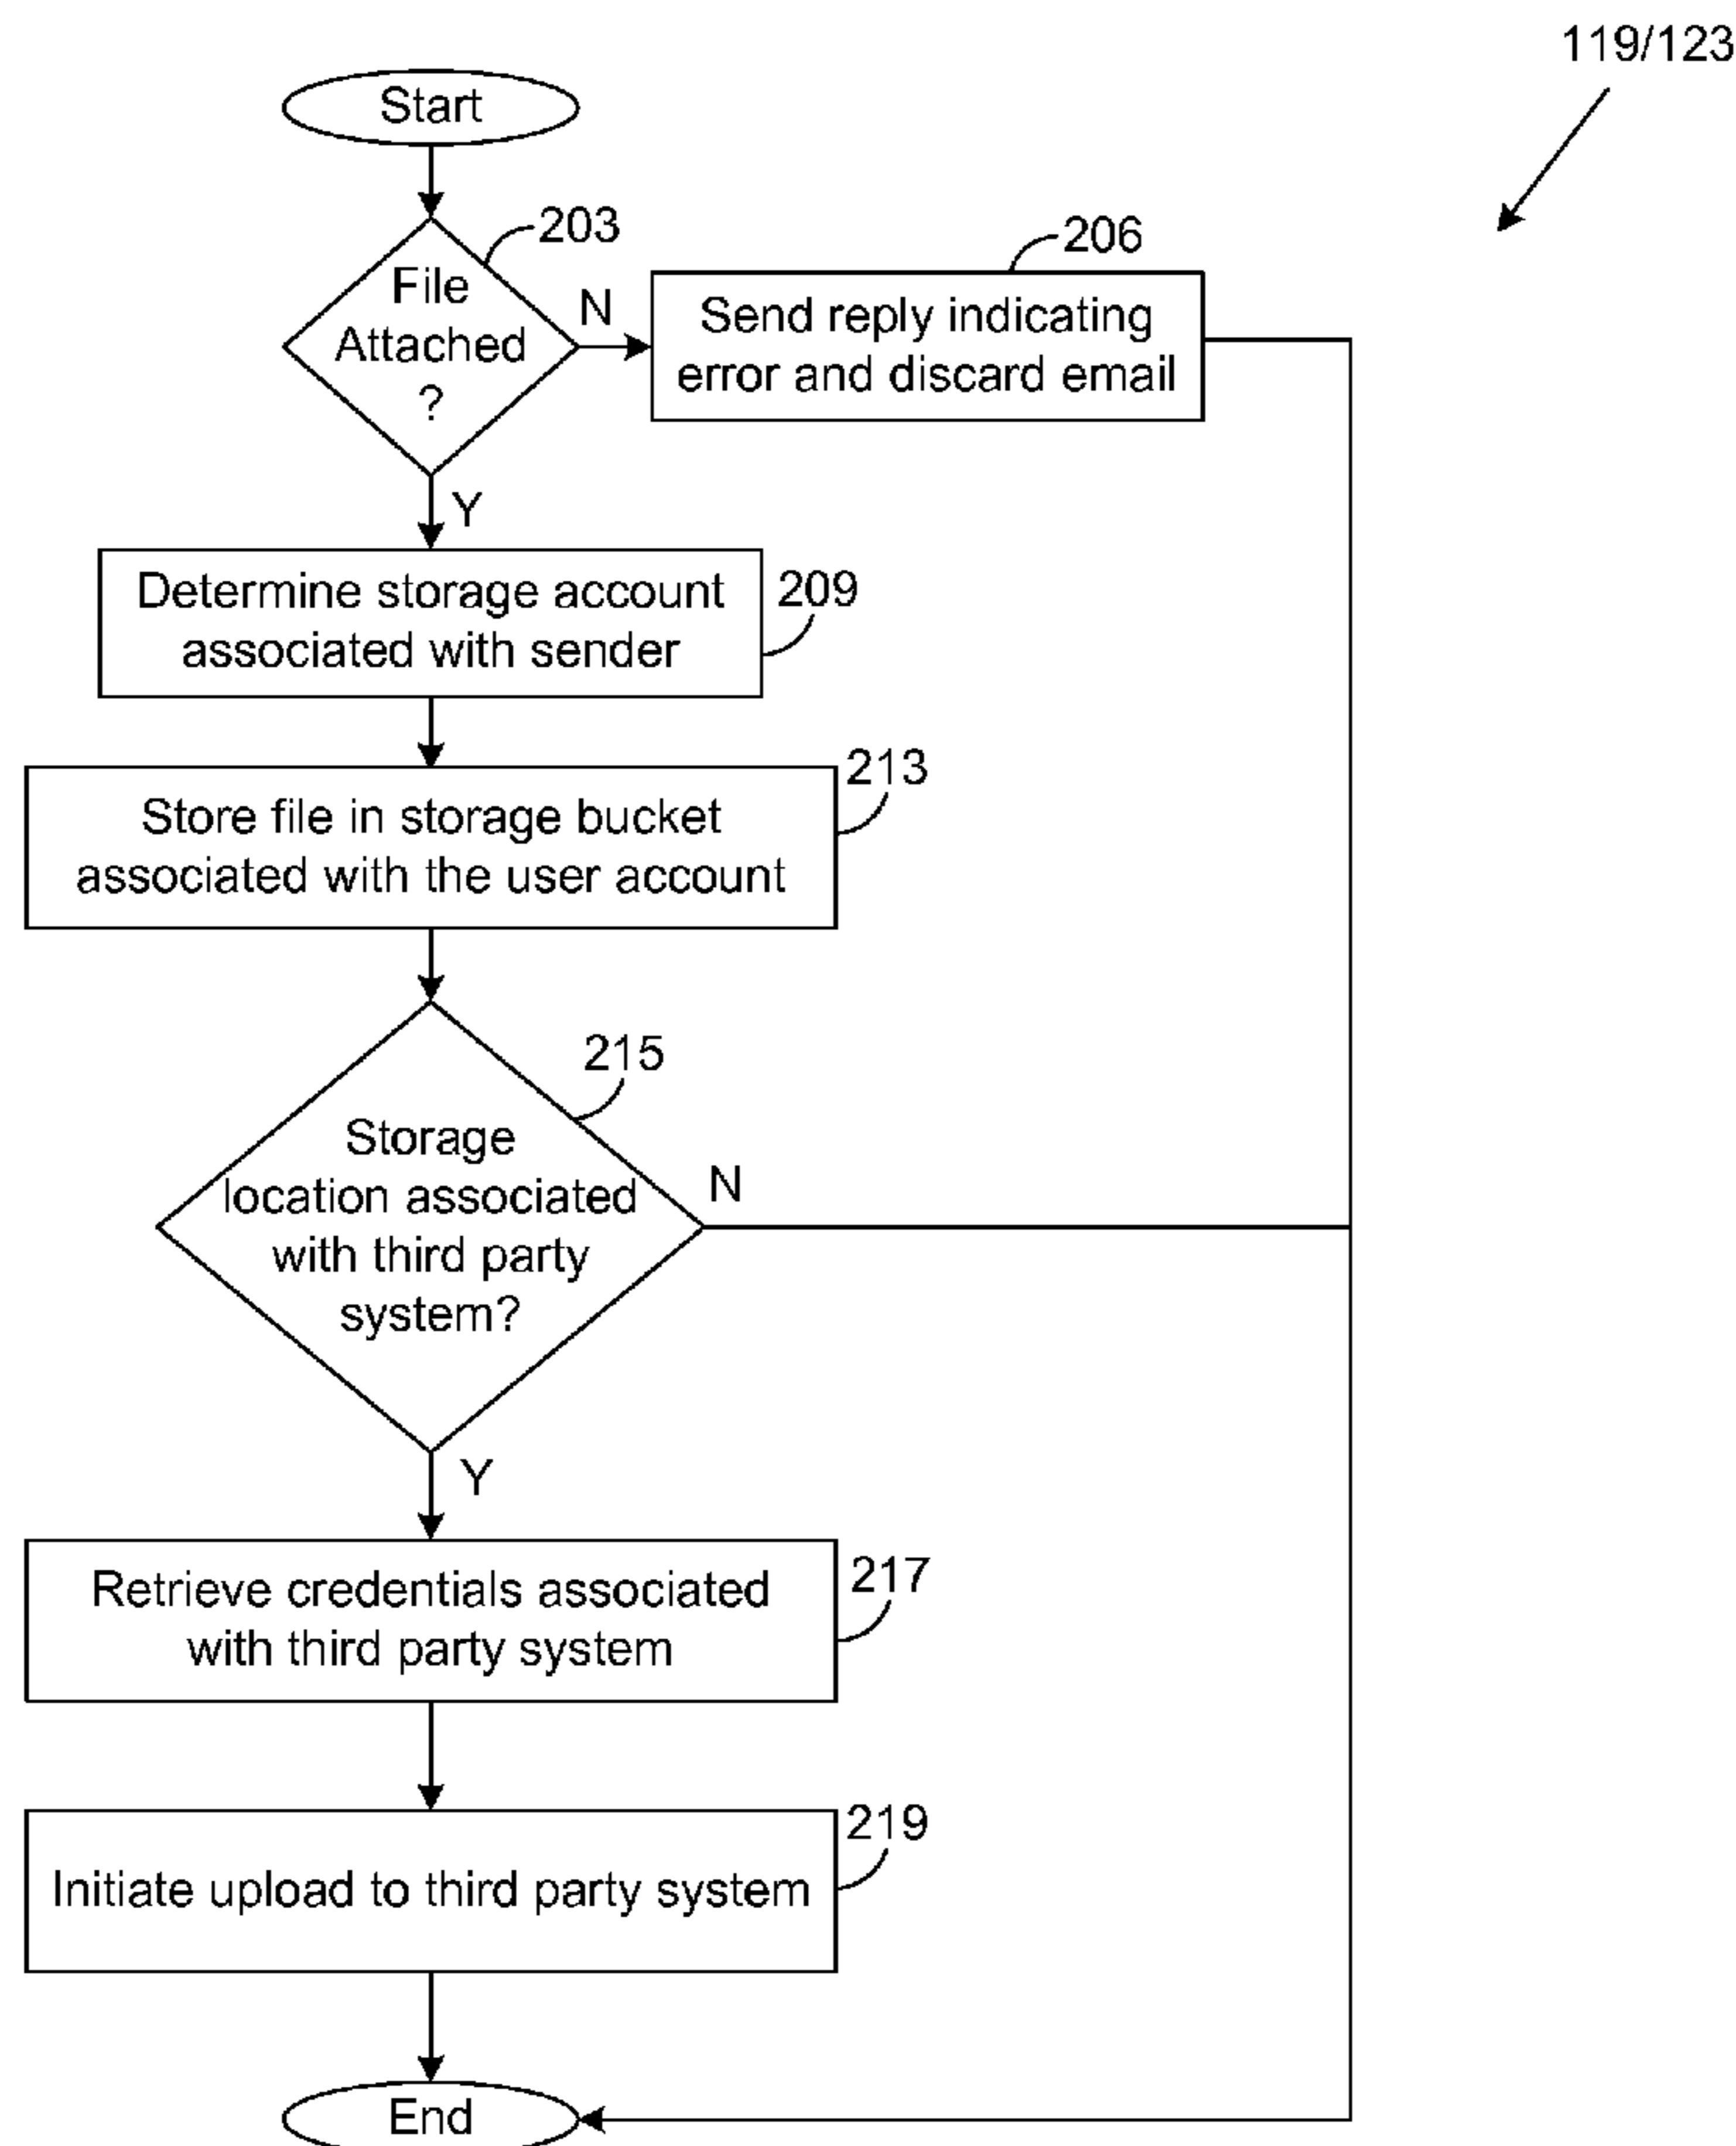 119/123
Start
203
File
Attached
?
N
206
Send reply indicating
error and discard email
Y
Determine storage account
associated with sender
209
213
Store file in storage bucket
associated with the user account
215
Storage
location associated
with third party
system?
N
Y
Retrieve credentials associated
with third party system
217
219
Initiate upload to third party system
End